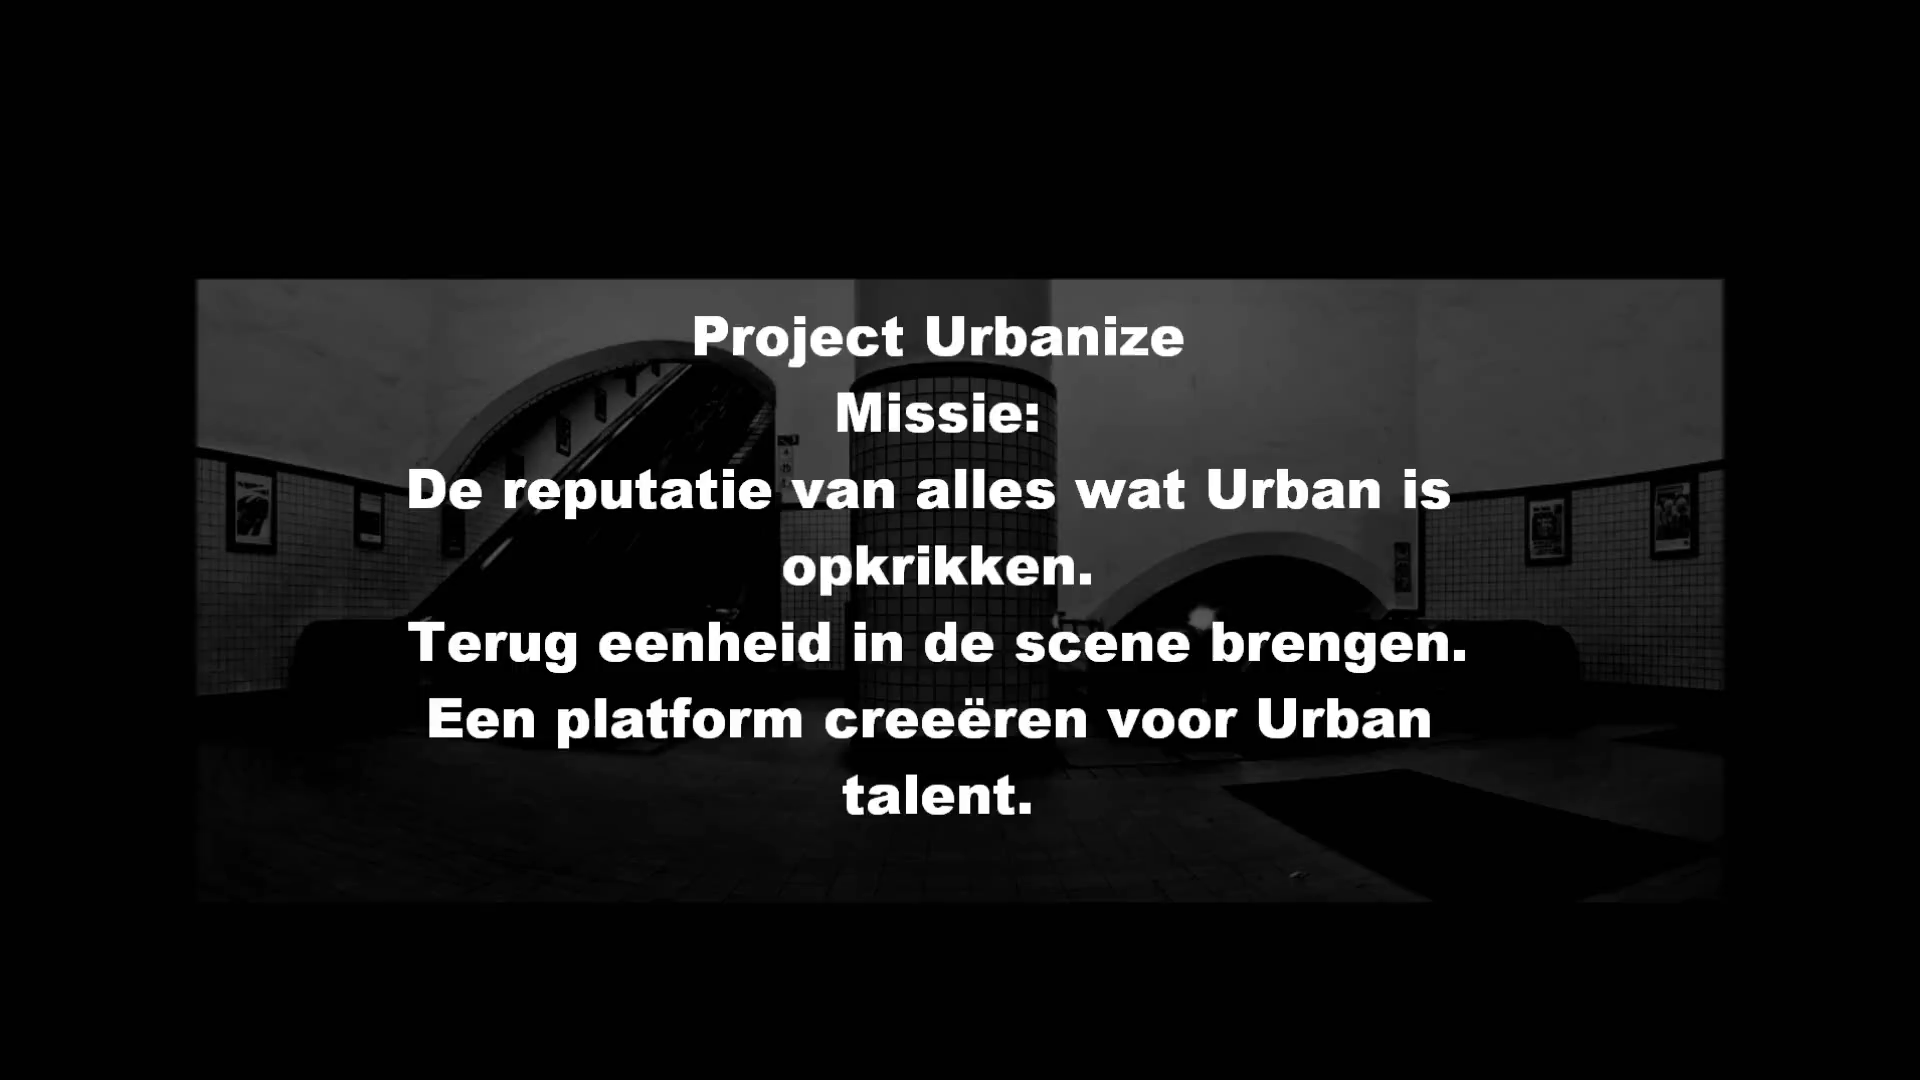 Project Urbanize
Missie:
De reputatie van alles wat Urban is
opkrikken.
Terug eenheid in de scene brengen.
Een platform creeëren voor Urban
talent.